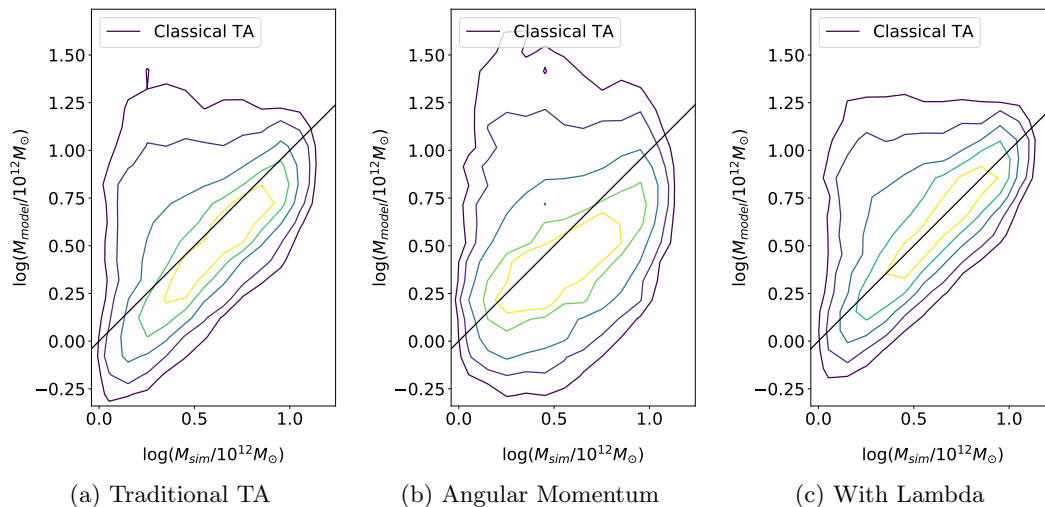 Classical TA
Classical TA
Classical TA
1.50
1.25
1.00
0.75
0.50
0.25
0.00
−0.25
log(M_model/10^12 M_⊙)
0.0 0.5 1.0
log(M_sim/10^12 M_⊙)
(a) Traditional TA
1.50
1.25
1.00
0.75
0.50
0.25
0.00
−0.25
log(M_model/10^12 M_⊙)
0.0 0.5 1.0
log(M_sim/10^12 M_⊙)
(b) Angular Momentum
1.50
1.25
1.00
0.75
0.50
0.25
0.00
−0.25
log(M_model/10^12 M_⊙)
0.0 0.5 1.0
log(M_sim/10^12 M_⊙)
(c) With Lambda